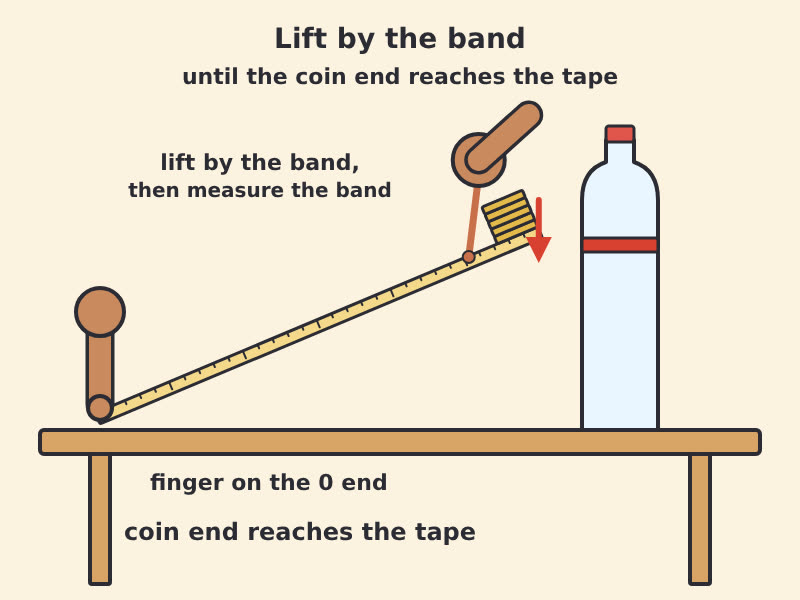 Lift by the band
until the coin end reaches the tape
lift by the band,
then measure the band
finger on the 0 end
coin end reaches the tape